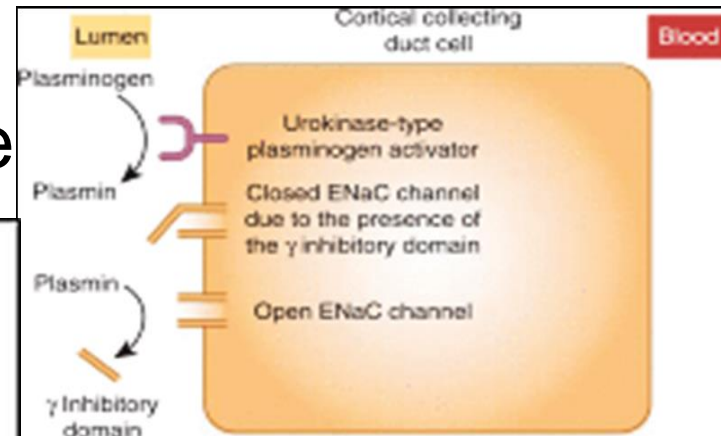 Lumen
Cortical collecting
duct cell
Blood
Plasminogen
e
Urokinase-type
plasminogen activator
Plasmin
Closed ENaC channel
due to the presence of
the γ inhibitory domain
Plasmin
Open ENaC channel
γ Inhibitory
domain